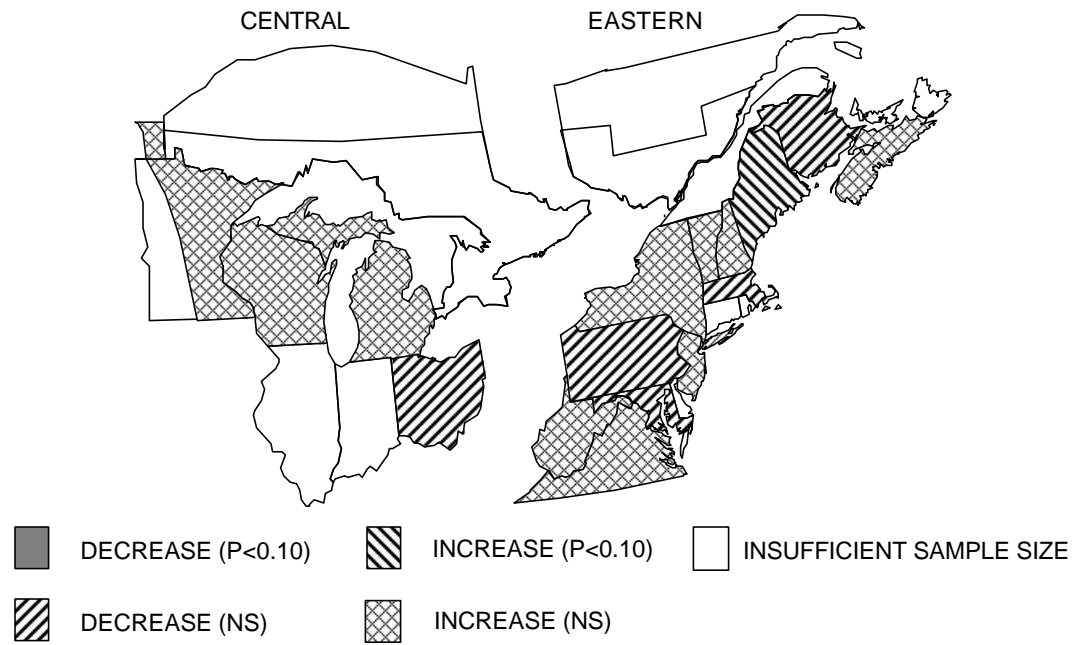 CENTRAL EASTERN
DECREASE (P<0.10) INCREASE (P<0.10) INSUFFICIENT SAMPLE SIZE
DECREASE (NS) INCREASE (NS)